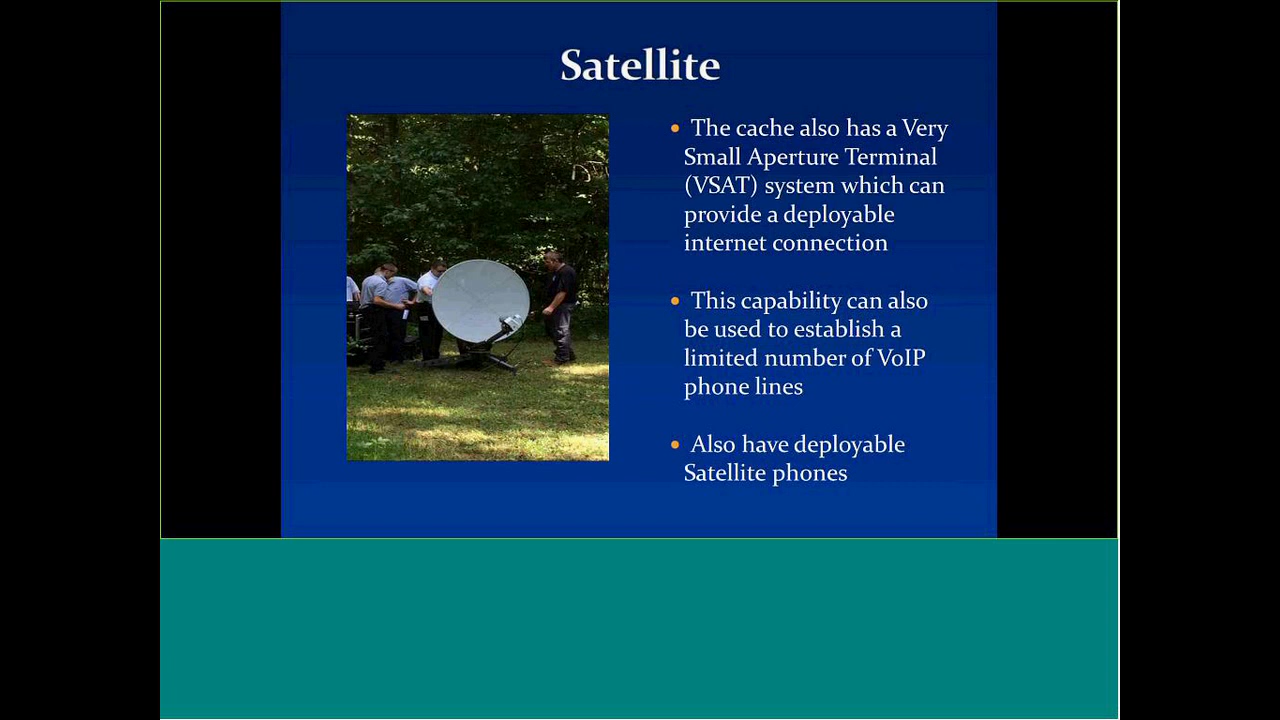 Satellite
• The cache also has a Very
Small Aperture Terminal
(VSAT) system which can
provide a deployable
internet connection
• This capability can also
be used to establish a
limited number of VoIP
phone lines
• Also have deployable
Satellite phones